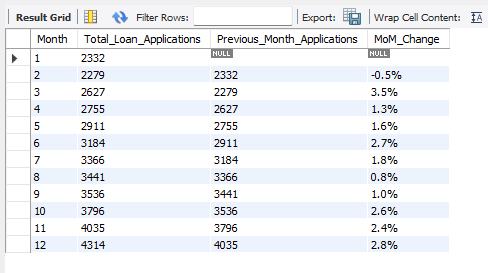 Result Grid Filter Rows: Export: Wrap Cell Content: IA
Month Total_Loan_Applications Previous_Month_Applications MoM_Change
1 2332 NULL NULL
2 2279 2332 -0.5%
3 2627 2279 3.5%
4 2755 2627 1.3%
5 2911 2755 1.6%
6 3184 2911 2.7%
7 3366 3184 1.8%
8 3441 3366 0.8%
9 3536 3441 1.0%
10 3796 3536 2.6%
11 4035 3796 2.4%
12 4314 4035 2.8%